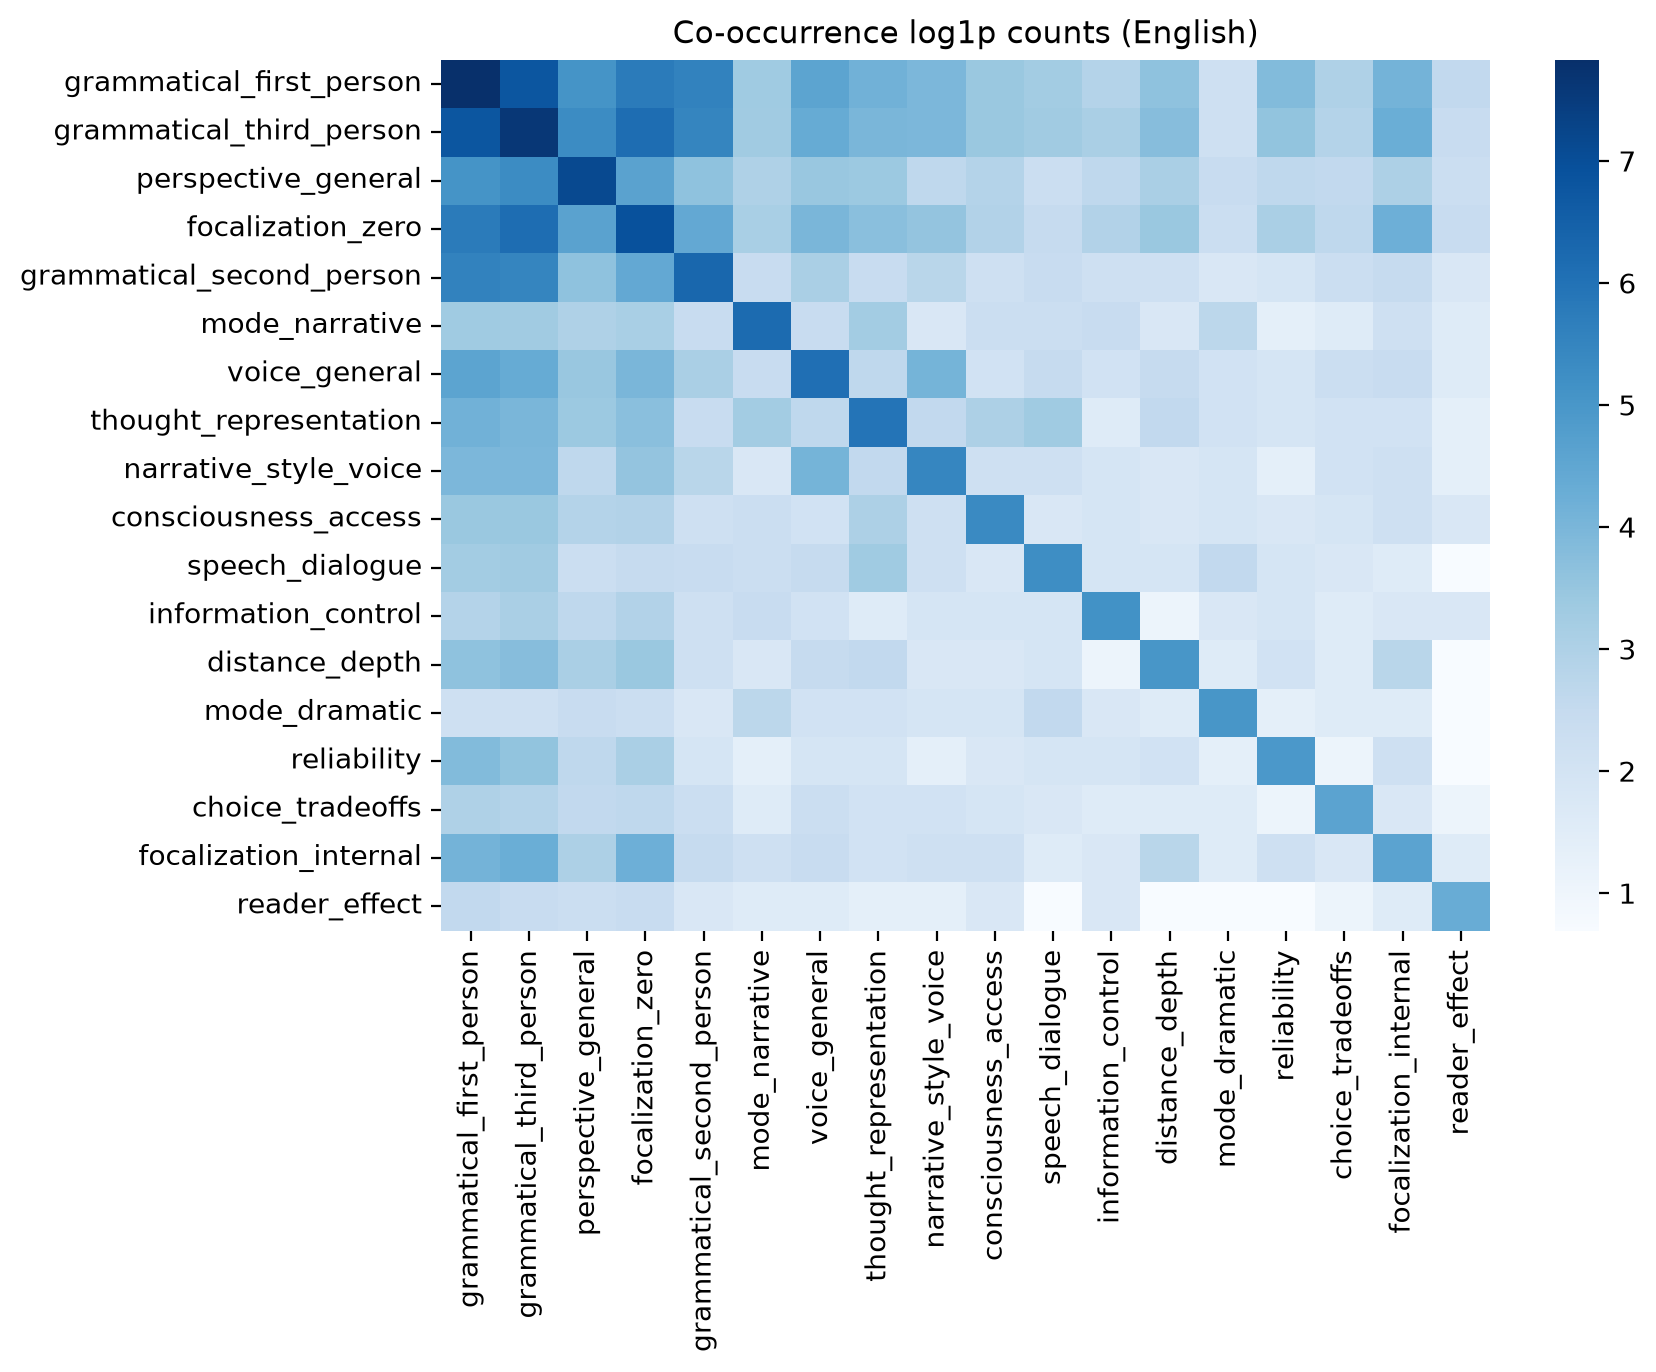 Co-occurrence log1p counts (English)
grammatical_first_person
grammatical_third_person
perspective_general
focalization_zero
grammatical_second_person
mode_narrative
voice_general
thought_representation
narrative_style_voice
consciousness_access
speech_dialogue
information_control
distance_depth
mode_dramatic
reliability
choice_tradeoffs
focalization_internal
reader_effect
grammatical_first_person
grammatical_third_person
perspective_general
focalization_zero
grammatical_second_person
mode_narrative
voice_general
thought_representation
narrative_style_voice
consciousness_access
speech_dialogue
information_control
distance_depth
mode_dramatic
reliability
choice_tradeoffs
focalization_internal
reader_effect
7
6
5
4
3
2
1